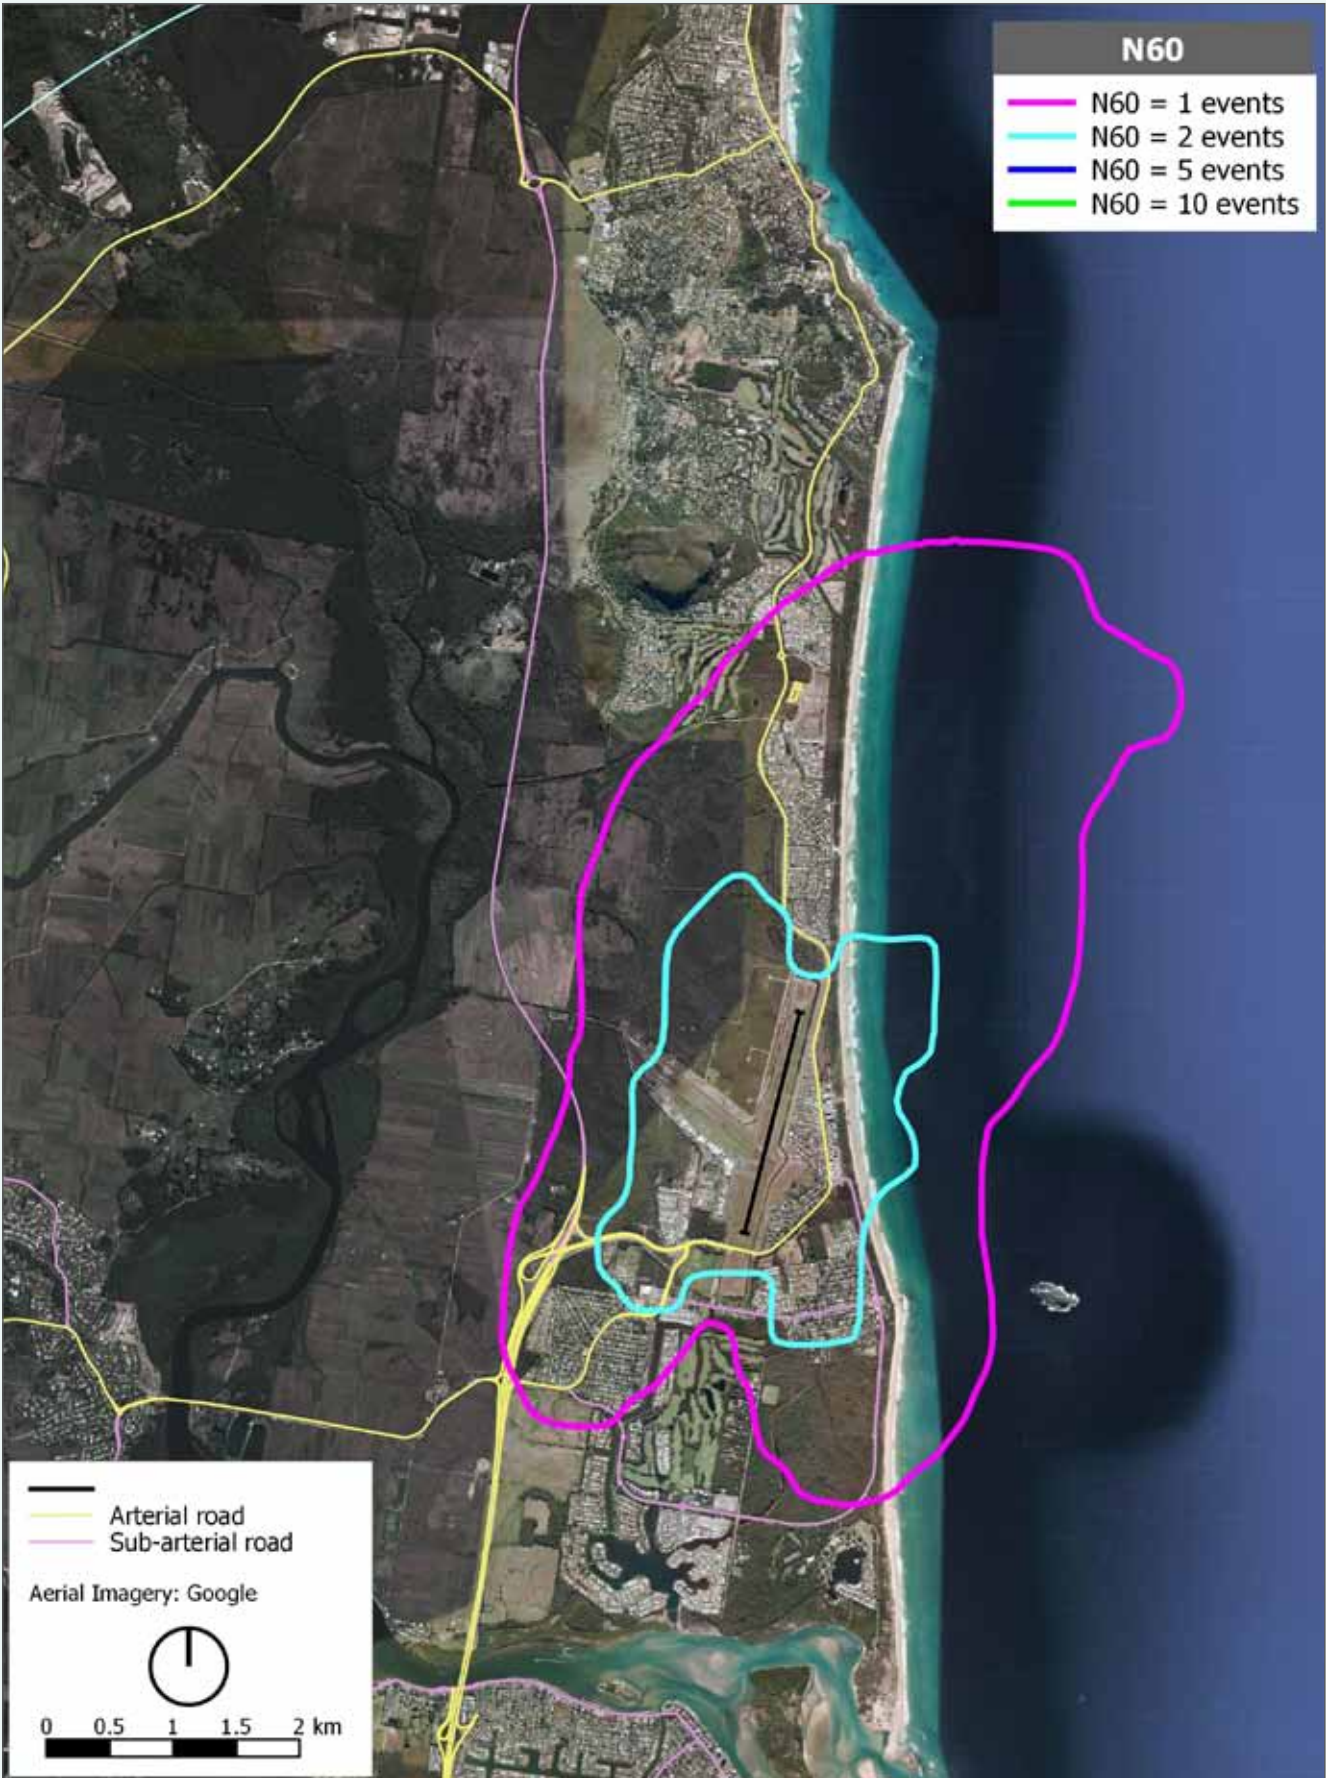 N60
N60 = 1 events
N60 = 2 events
N60 = 5 events
N60 = 10 events
Arterial road
Sub-arterial road
Aerial Imagery: Google
0 0.5 1 1.5 2 km